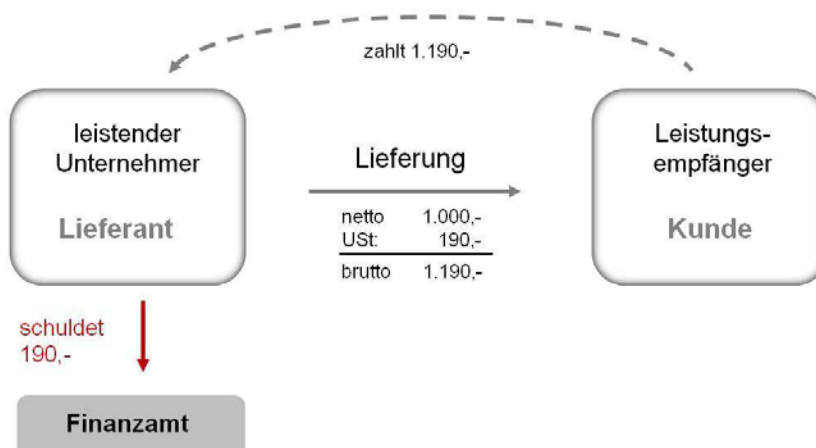 zahlt 1.190,-
leistender
Unternehmer
Lieferant
Lieferung
netto 1.000,-
USt: 190,-
brutto 1.190,-
Leistungs-
empfänger
Kunde
schuldet
190,-
Finanzamt